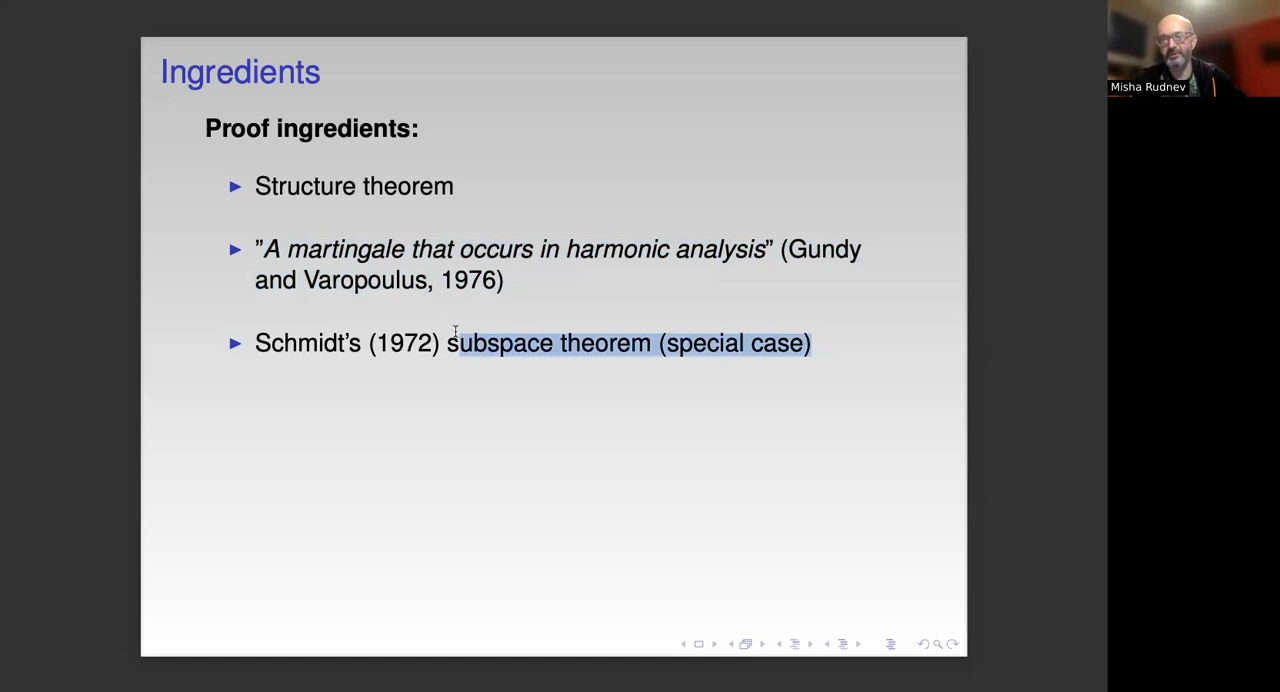 Ingredients
Proof ingredients:
Structure theorem
”A martingale that occurs in harmonic analysis” (Gundy
and Varopoulus, 1976)
Schmidt’s (1972) subspace theorem (special case)
Misha Rudnev